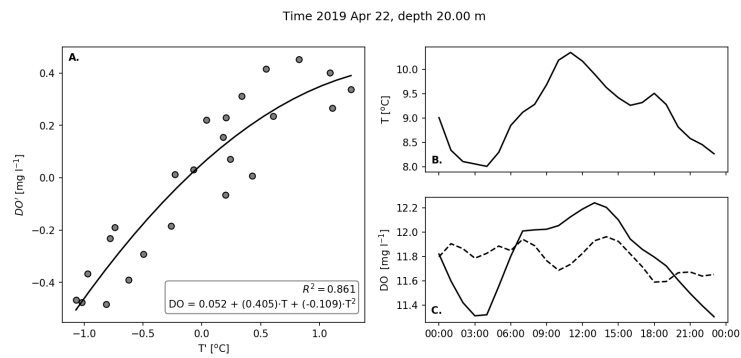 Time 2019 Apr 22, depth 20.00 m
A.
DO' [mg l⁻¹]
0.4
0.2
0.0
−0.2
−0.4
R² = 0.861
DO = 0.052 + (0.405)·T + (-0.109)·T²
−1.0 −0.5 0.0 0.5 1.0
T' [°C]
T [°C]
10.0
9.5
9.0
8.5
8.0
B.
DO [mg l⁻¹]
12.2
12.0
11.8
11.6
11.4
C.
00:00 03:00 06:00 09:00 12:00 15:00 18:00 21:00 00:00